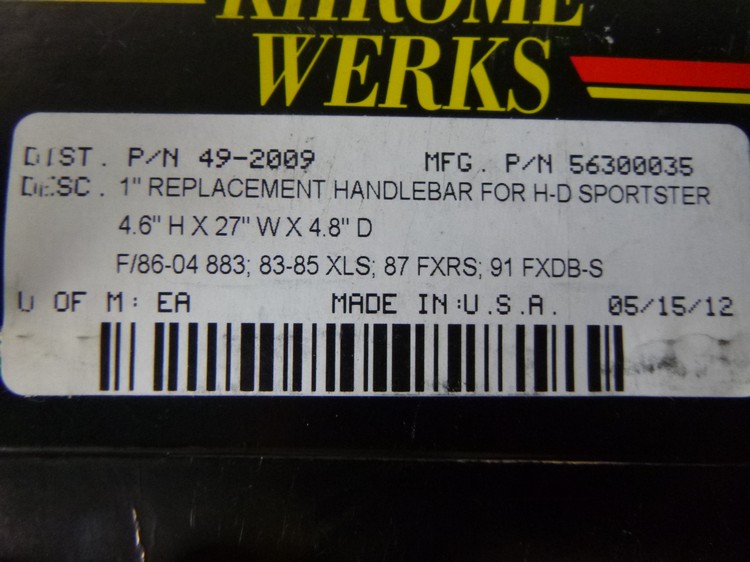 KHROME
WERKS
DIST. P/N 49-2009 MFG. P/N 56300035
DESC. 1" REPLACEMENT HANDLEBAR FOR H-D SPORTSTER
4.6" H X 27" W X 4.8" D
F/86-04 883; 83-85 XLS; 87 FXRS; 91 FXDB-S
U OF M: EA MADE IN:U.S.A. 05/15/12